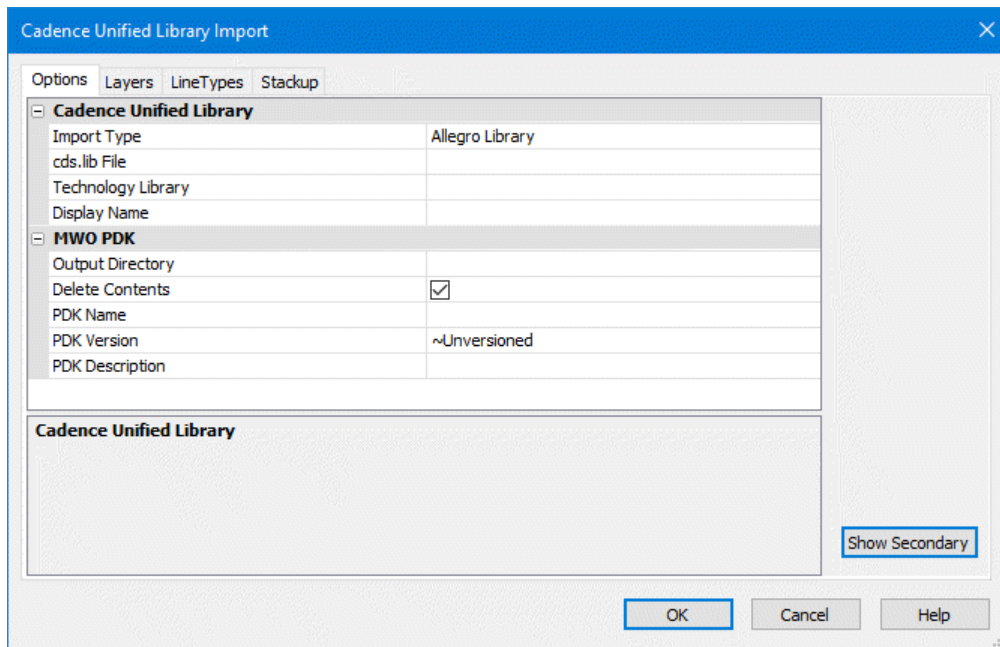 Cadence Unified Library Import
Options Layers LineTypes Stackup
Cadence Unified Library
Import Type Allegro Library
cds.lib File
Technology Library
Display Name
MWO PDK
Output Directory
Delete Contents
PDK Name
PDK Version ~Unversioned
PDK Description
Cadence Unified Library
Show Secondary
OK Cancel Help